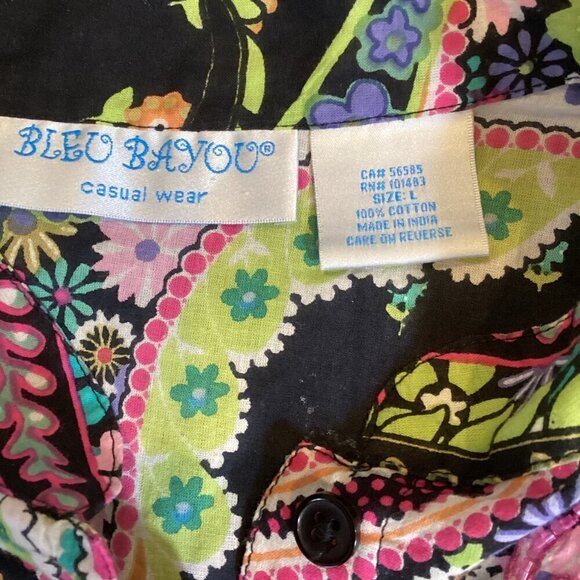 BLEU BAYOU®
casual wear
CA# 56585
RN# 101483
SIZE: L
100% COTTON
MADE IN INDIA
CARE ON REVERSE